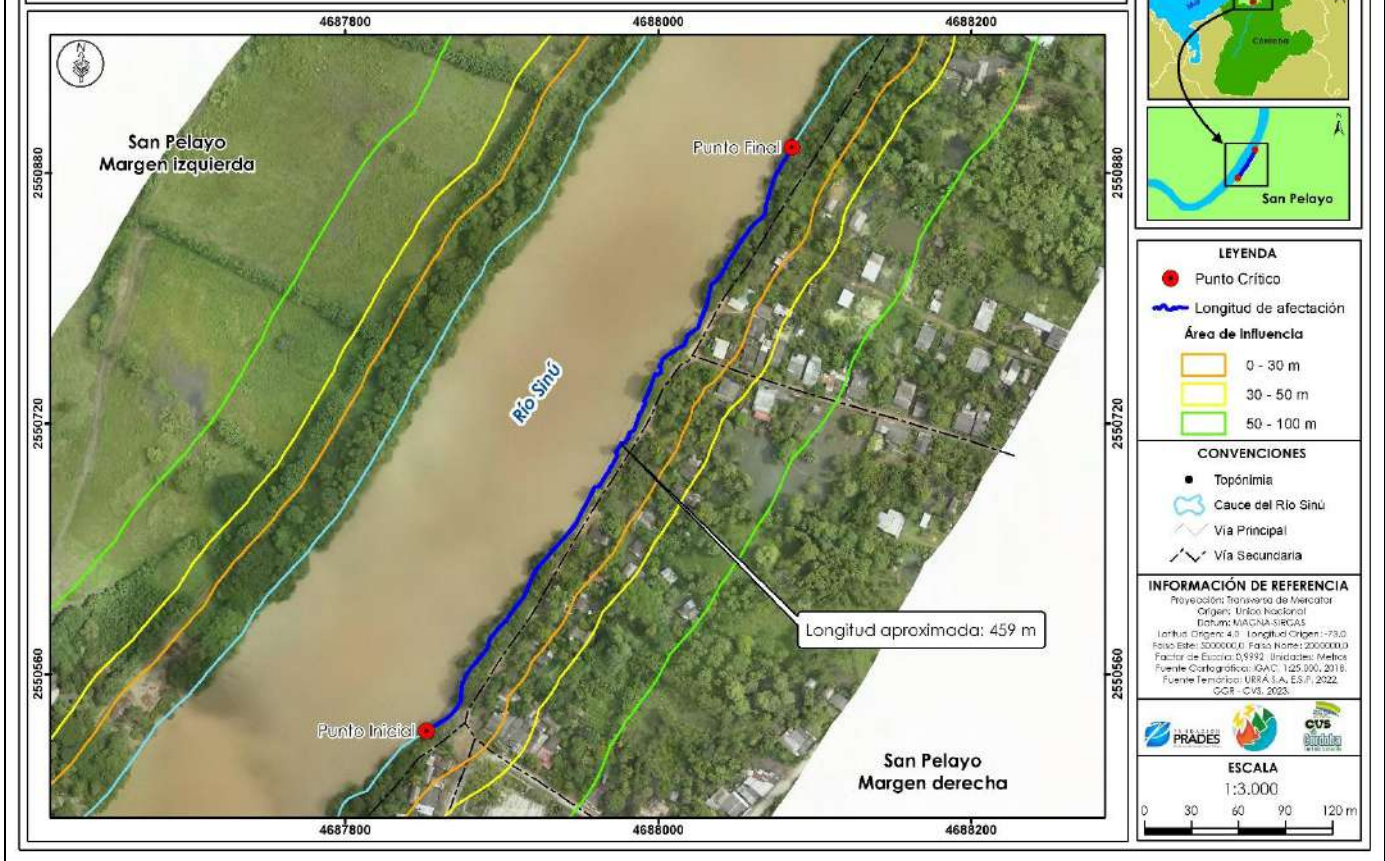 4687800
4688000
4688200
N
San Pelayo
Margen izquierda
Punto Final
Río Sinú
Longitud aproximada: 459 m
Punto Inicial
San Pelayo
Margen derecha
2550880
2550720
2550560
2550880
2550720
2550560
4687800
4688000
4688200
Córdoba
N
San Pelayo
LEYENDA
Punto Crítico
Longitud de afectación
Área de influencia
0 - 30 m
30 - 50 m
50 - 100 m
CONVENCIONES
Topónimia
Cauce del Río Sinú
Vía Principal
Vía Secundaria
INFORMACIÓN DE REFERENCIA
Proyección: Transversa de Mercator
Origen: Unico Nacional
Datum: MAGNA-SIRGAS
Latitud Origen: 4,0 Longitud Origen: -73,0
Falso Este: 5000000,0 Falso Norte: 2000000,0
Factor de Escala: 0,9992 Unidades: Metros
Fuente Cartográfica: IGAC, 1:25.000, 2018.
Fuente Temática: URRÁ S.A. E.S.P. 2022,
GGR - CVS, 2023.
FUNDACIÓN
PRADES
CVS
Córdoba
ESCALA
1:3.000
0 30 60 90 120 m